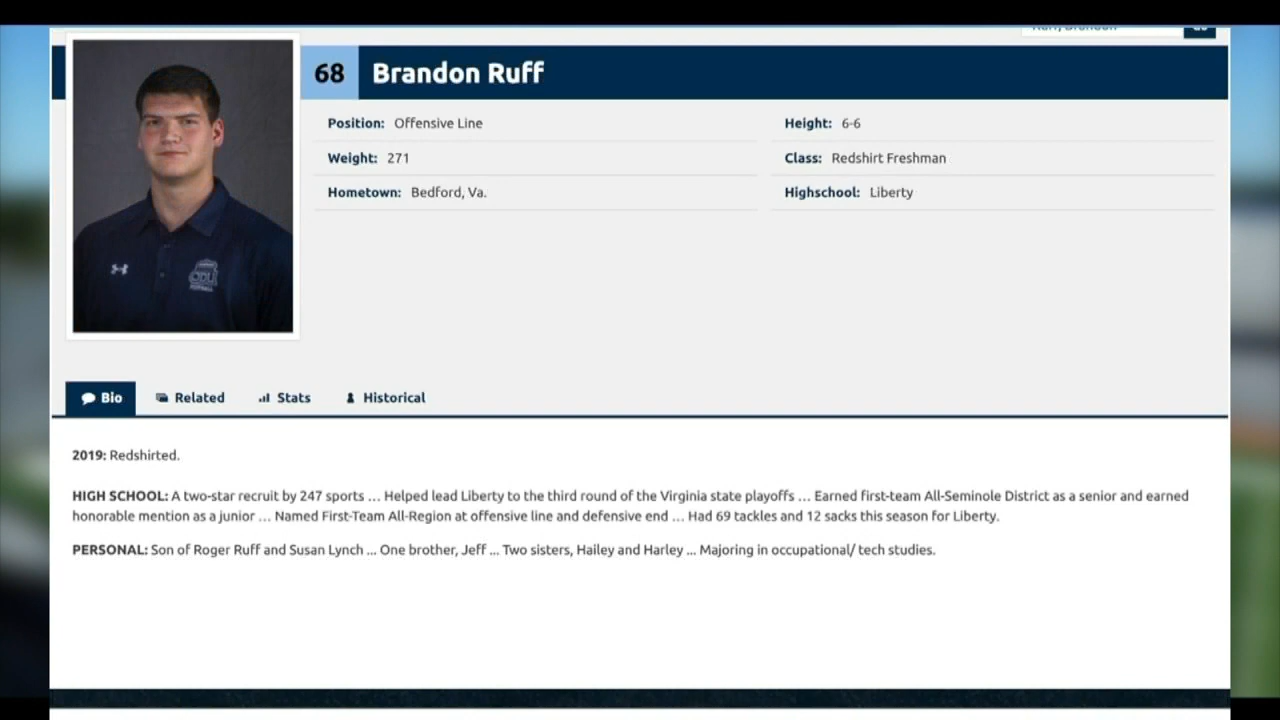 68 Brandon Ruff
Position: Offensive Line
Height: 6-6
Weight: 271
Class: Redshirt Freshman
Hometown: Bedford, Va.
Highschool: Liberty
ODU
Bio Related Stats Historical
2019: Redshirted.
HIGH SCHOOL: A two-star recruit by 247 sports ... Helped lead Liberty to the third round of the Virginia state playoffs ... Earned first-team All-Seminole District as a senior and earned
honorable mention as a junior ... Named First-Team All-Region at offensive line and defensive end ... Had 69 tackles and 12 sacks this season for Liberty.
PERSONAL: Son of Roger Ruff and Susan Lynch ... One brother, Jeff ... Two sisters, Hailey and Harley ... Majoring in occupational/ tech studies.